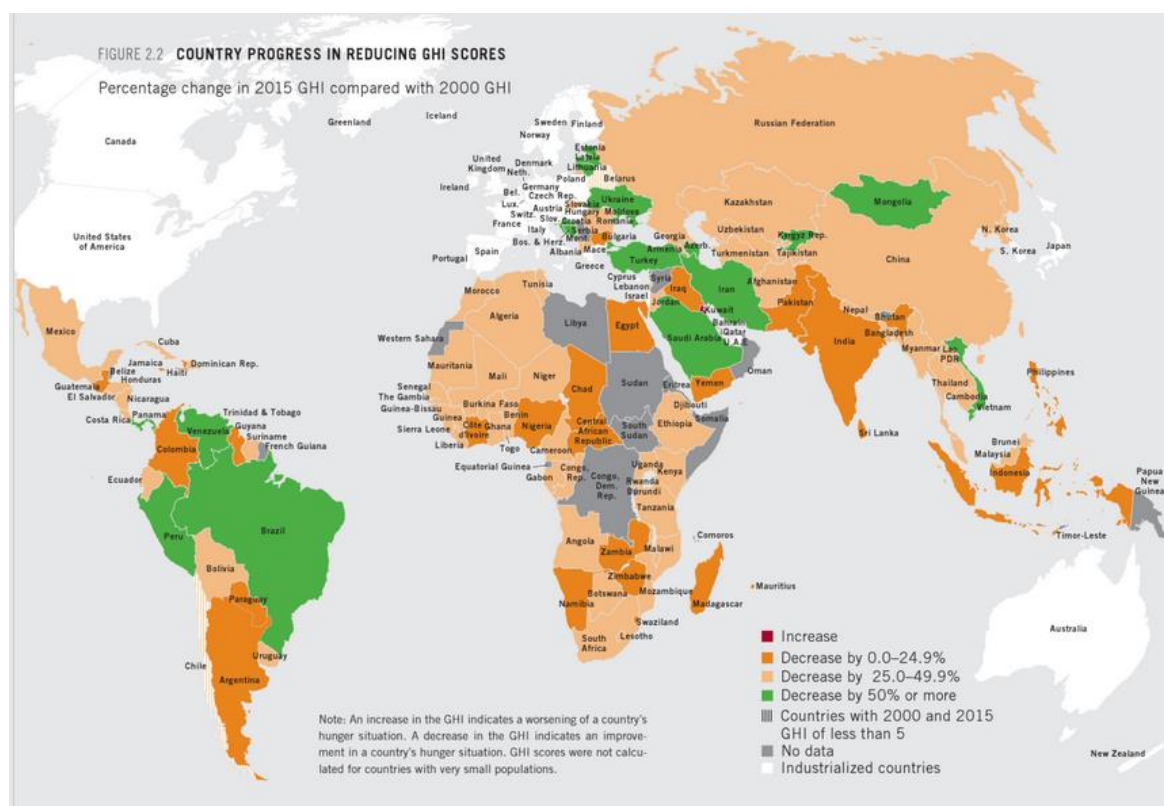 FIGURE 2.2 COUNTRY PROGRESS IN REDUCING GHI SCORES
Percentage change in 2015 GHI compared with 2000 GHI
Greenland
Iceland
Canada
United States
of America
Sweden
Finland
Norway
Russian Federation
Estonia
Latvia
Lithuania
United
Kingdom
Denmark
Neth.
Ireland
Poland
Belarus
Germany
Bel.
Czech Rep.
Lux.
Ukraine
Slovakia
Austria
Hungary
Moldova
Switz.
Slov.
Croatia
Romania
France
Italy
Serbia
Mont.
Bos. & Herz.
Bulgaria
Albania
Mace
Spain
Portugal
Greece
Georgia
Armenia
Azerb.
Turkey
Kazakhstan
Mongolia
Uzbekistan
Kyrgyz Rep.
Turkmenistan
Tajikistan
N. Korea
S. Korea
Japan
China
Cyprus
Lebanon
Israel
Syria
Iraq
Jordan
Iran
Kuwait
Bahrain
Qatar
U.A.E
Saudi Arabia
Oman
Yemen
Afghanistan
Pakistan
Nepal
Bhutan
Bangladesh
India
Sri Lanka
Myanmar
Lao
PDR
Thailand
Cambodia
Vietnam
Philippines
Brunei
Malaysia
Indonesia
Papua
New
Guinea
Timor-Leste
Tunisia
Morocco
Algeria
Libya
Egypt
Western Sahara
Mauritania
Mali
Niger
Chad
Sudan
Eritrea
Djibouti
Somalia
Ethiopia
South
Sudan
Senegal
The Gambia
Guinea-Bissau
Guinea
Sierra Leone
Liberia
Burkina Faso
Benin
Côte
d'Ivoire
Ghana
Togo
Nigeria
Cameroon
Central
African
Republic
Equatorial Guinea
Gabon
Congo,
Rep.
Congo,
Dem.
Rep.
Uganda
Kenya
Rwanda
Burundi
Tanzania
Comoros
Angola
Zambia
Malawi
Zimbabwe
Mozambique
Botswana
Namibia
Madagascar
Mauritius
Swaziland
Lesotho
South
Africa
Mexico
Cuba
Jamaica
Dominican Rep.
Belize
Haiti
Honduras
Guatemala
El Salvador
Nicaragua
Costa Rica
Panama
Trinidad & Tobago
Venezuela
Guyana
Suriname
French Guiana
Colombia
Ecuador
Peru
Brazil
Bolivia
Paraguay
Uruguay
Chile
Argentina
Australia
New Zealand
Increase
Decrease by 0.0–24.9%
Decrease by 25.0–49.9%
Decrease by 50% or more
Countries with 2000 and 2015
GHI of less than 5
No data
Industrialized countries
Note: An increase in the GHI indicates a worsening of a country's
hunger situation. A decrease in the GHI indicates an improve-
ment in a country's hunger situation. GHI scores were not calcu-
lated for countries with very small populations.